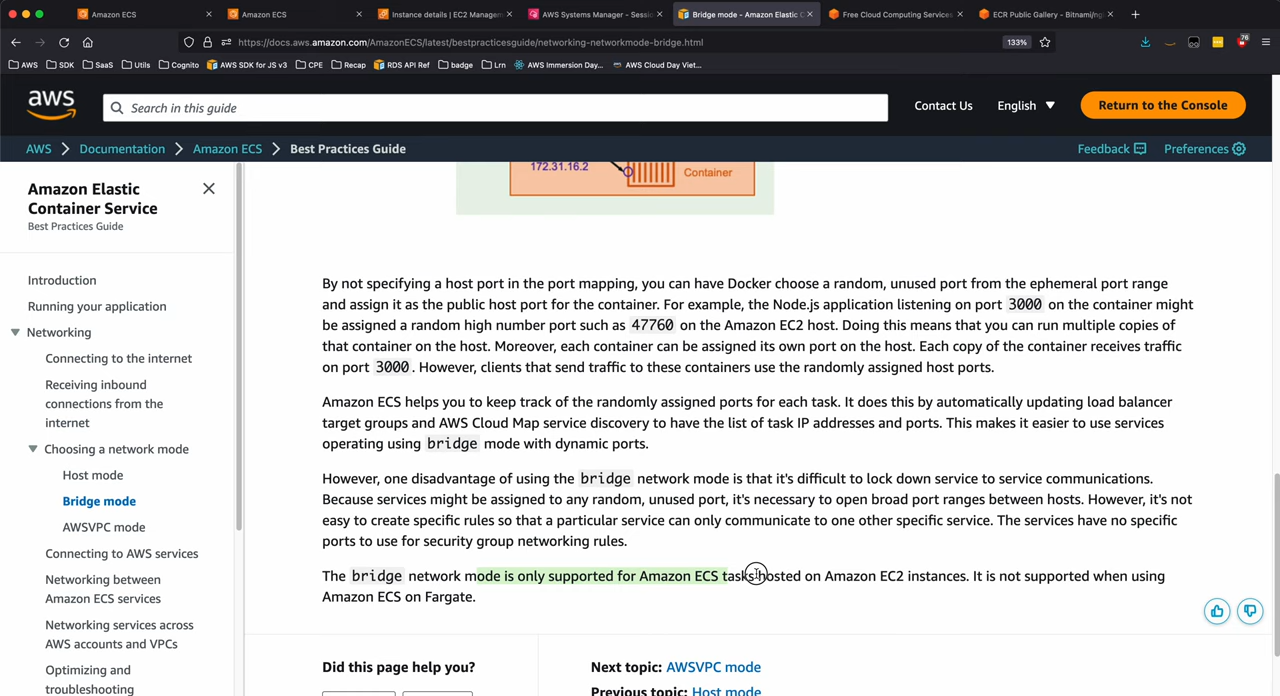 Amazon ECS
Amazon ECS
Instance details | EC2 Managem
AWS Systems Manager - Sessi
Bridge mode - Amazon Elastic C
Free Cloud Computing Services
ECR Public Gallery - Bitnami/ng
https://docs.aws.amazon.com/AmazonECS/latest/bestpracticesguide/networking-networkmode-bridge.html
133%
76
AWS SDK SaaS Utils Cognito AWS SDK for JS v3 CPE Recap RDS API Ref badge Lrn AWS Immersion Day... AWS Cloud Day Viet...
aws
Search in this guide
Contact Us
English
Return to the Console
AWS Documentation Amazon ECS Best Practices Guide
Feedback
Preferences
Amazon Elastic
Container Service
Best Practices Guide
Introduction
Running your application
Networking
Connecting to the internet
Receiving inbound
connections from the
internet
Choosing a network mode
Host mode
Bridge mode
AWSVPC mode
Connecting to AWS services
Networking between
Amazon ECS services
Networking services across
AWS accounts and VPCs
Optimizing and
troubleshooting
172.31.16.2
Container
By not specifying a host port in the port mapping, you can have Docker choose a random, unused port from the ephemeral port range
and assign it as the public host port for the container. For example, the Node.js application listening on port 3000 on the container might
be assigned a random high number port such as 47760 on the Amazon EC2 host. Doing this means that you can run multiple copies of
that container on the host. Moreover, each container can be assigned its own port on the host. Each copy of the container receives traffic
on port 3000. However, clients that send traffic to these containers use the randomly assigned host ports.
Amazon ECS helps you to keep track of the randomly assigned ports for each task. It does this by automatically updating load balancer
target groups and AWS Cloud Map service discovery to have the list of task IP addresses and ports. This makes it easier to use services
operating using bridge mode with dynamic ports.
However, one disadvantage of using the bridge network mode is that it's difficult to lock down service to service communications.
Because services might be assigned to any random, unused port, it's necessary to open broad port ranges between hosts. However, it's not
easy to create specific rules so that a particular service can only communicate to one other specific service. The services have no specific
ports to use for security group networking rules.
The bridge network mode is only supported for Amazon ECS tasks hosted on Amazon EC2 instances. It is not supported when using
Amazon ECS on Fargate.
Did this page help you?
Next topic: AWSVPC mode
Previous topic: Host mode